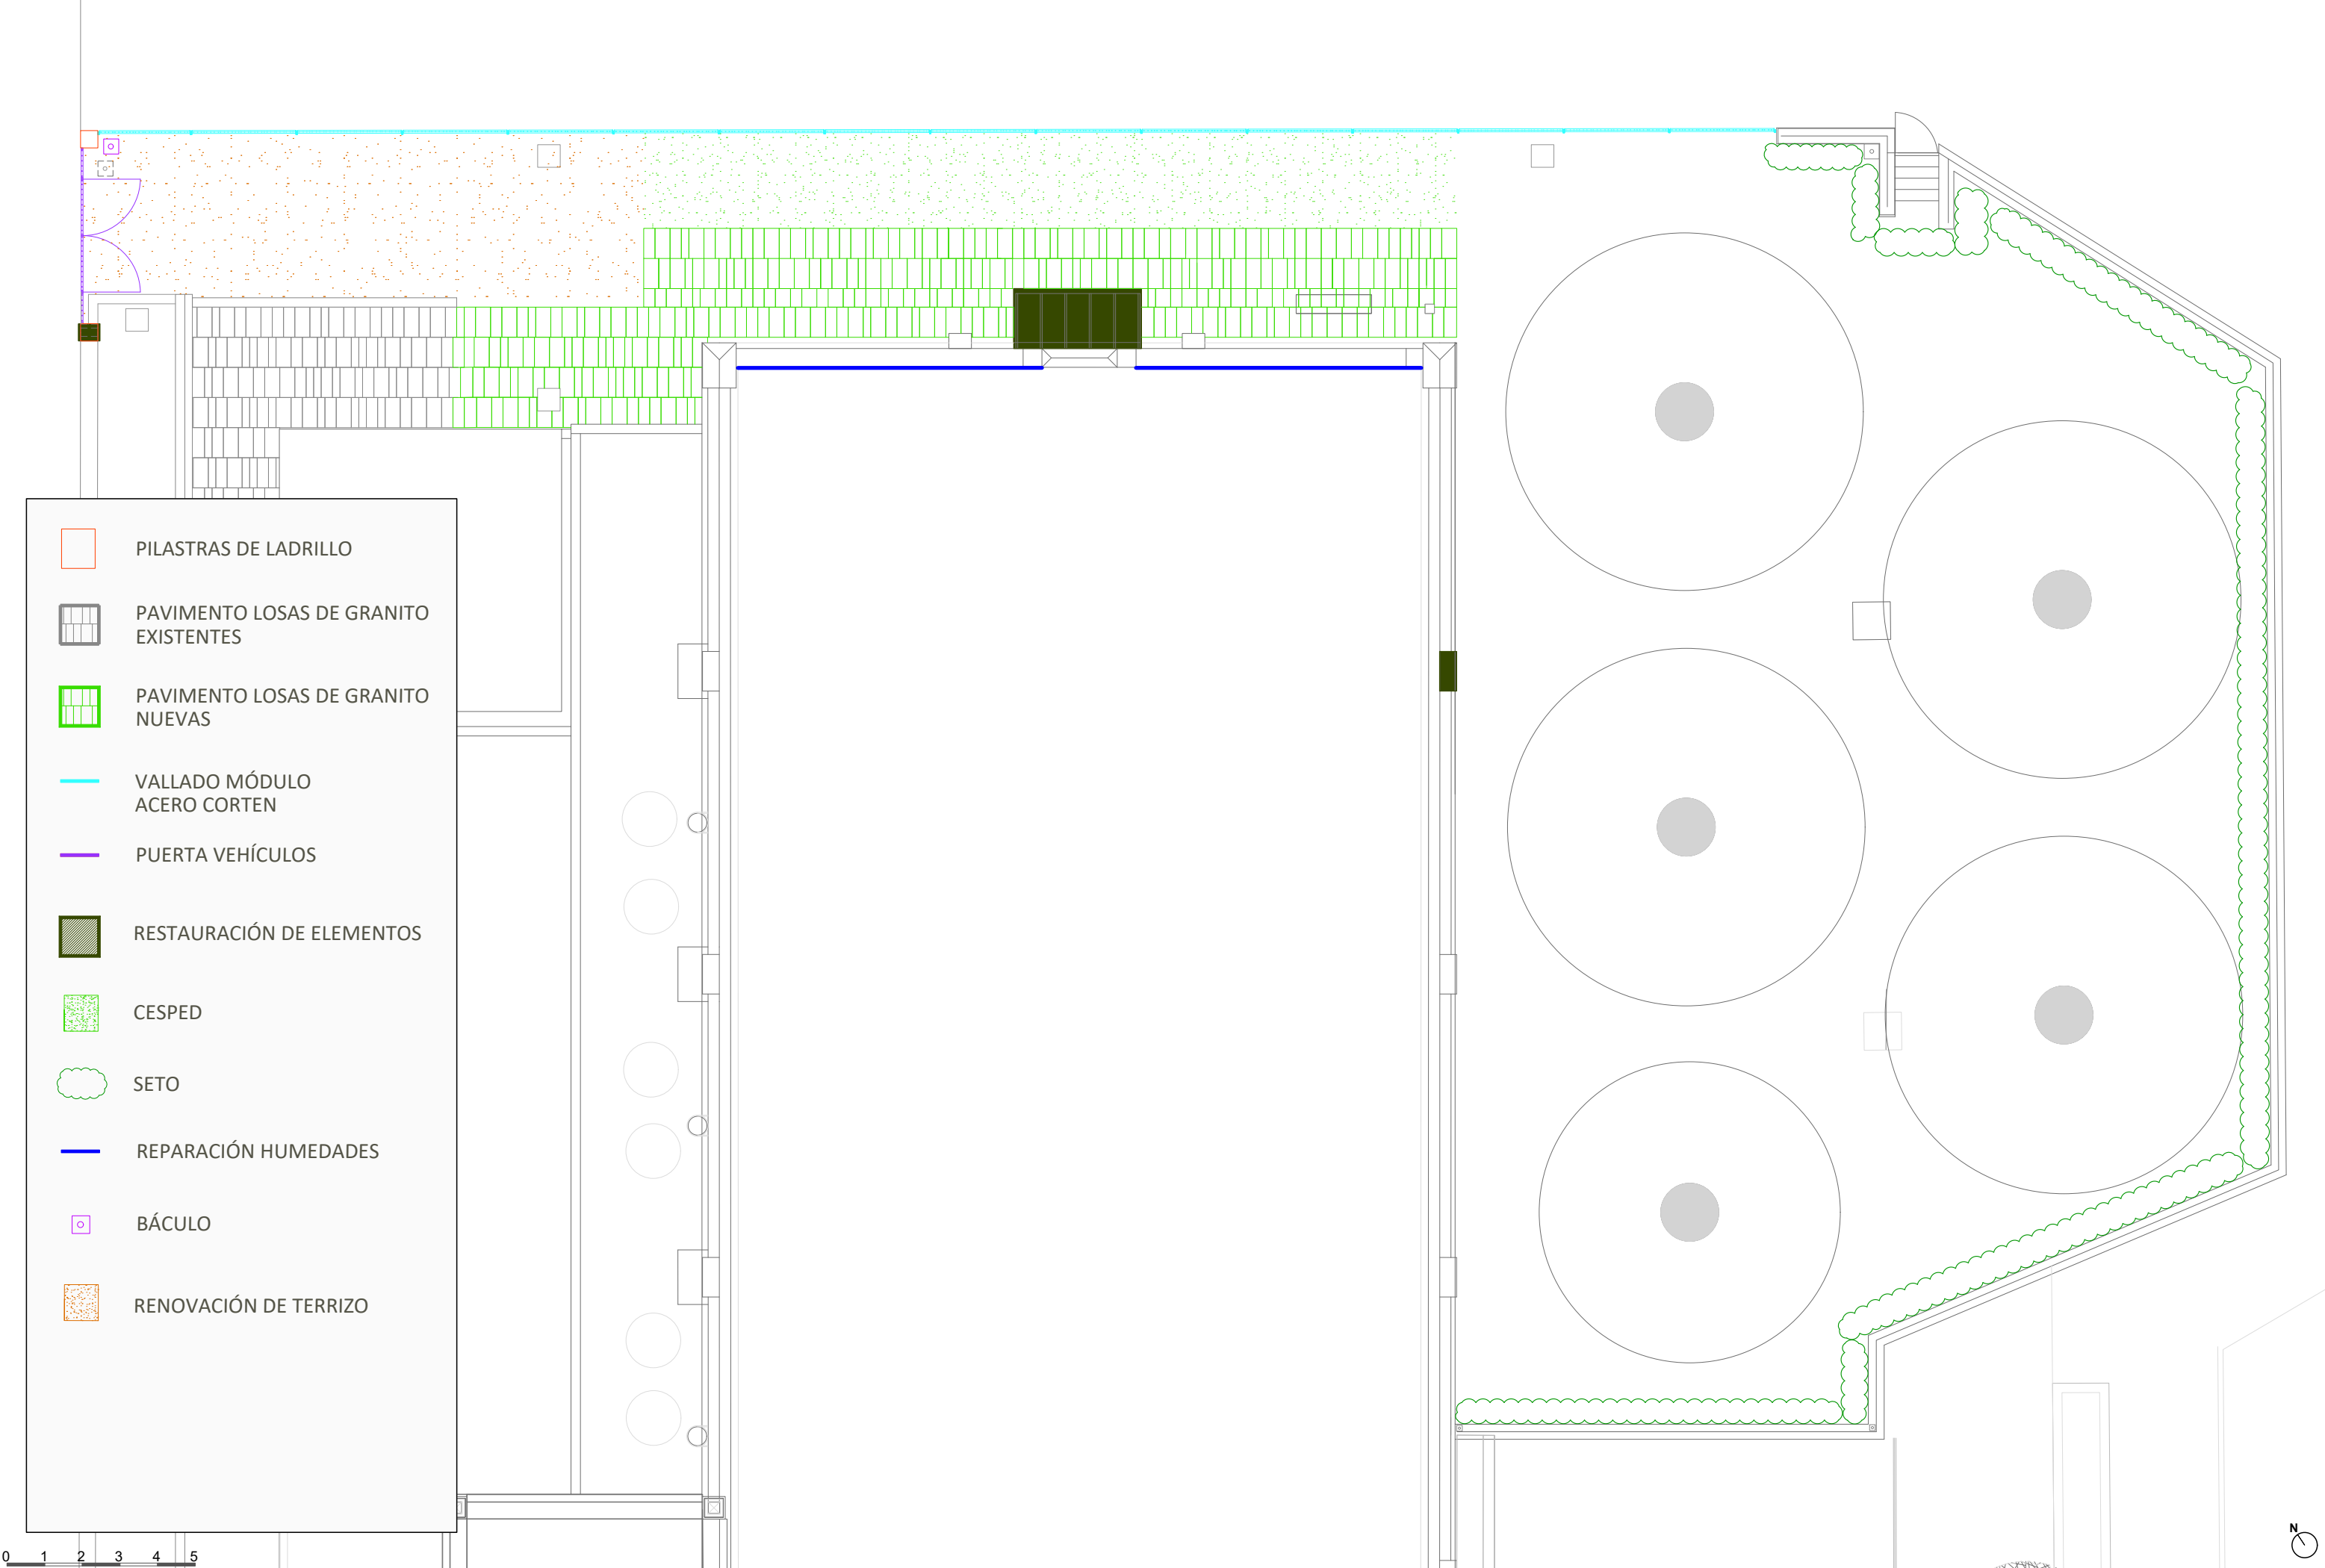 PILASTRAS DE LADRILLO
PAVIMENTO LOSAS DE GRANITO
EXISTENTES
PAVIMENTO LOSAS DE GRANITO
NUEVAS
VALLADO MÓDULO
ACERO CORTEN
PUERTA VEHÍCULOS
RESTAURACIÓN DE ELEMENTOS
CESPED
SETO
REPARACIÓN HUMEDADES
BÁCULO
RENOVACIÓN DE TERRIZO
0 1 2 3 4 5
N